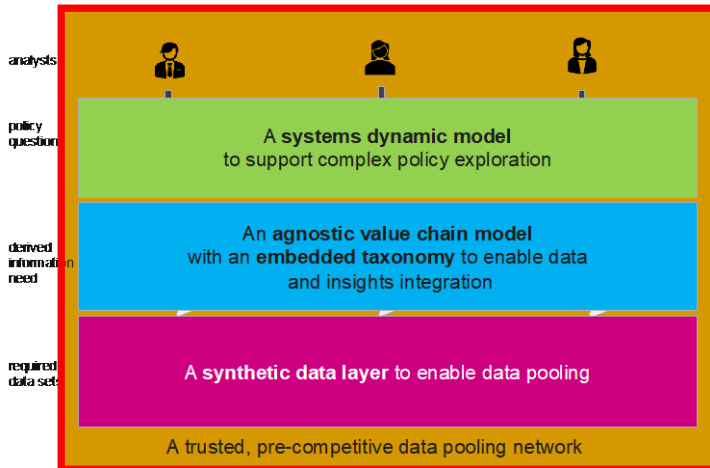 analysts
policy
question
A systems dynamic model
to support complex policy exploration
derived
information
need
An agnostic value chain model
with an embedded taxonomy to enable data
and insights integration
required
data sets
A synthetic data layer to enable data pooling
A trusted, pre-competitive data pooling network